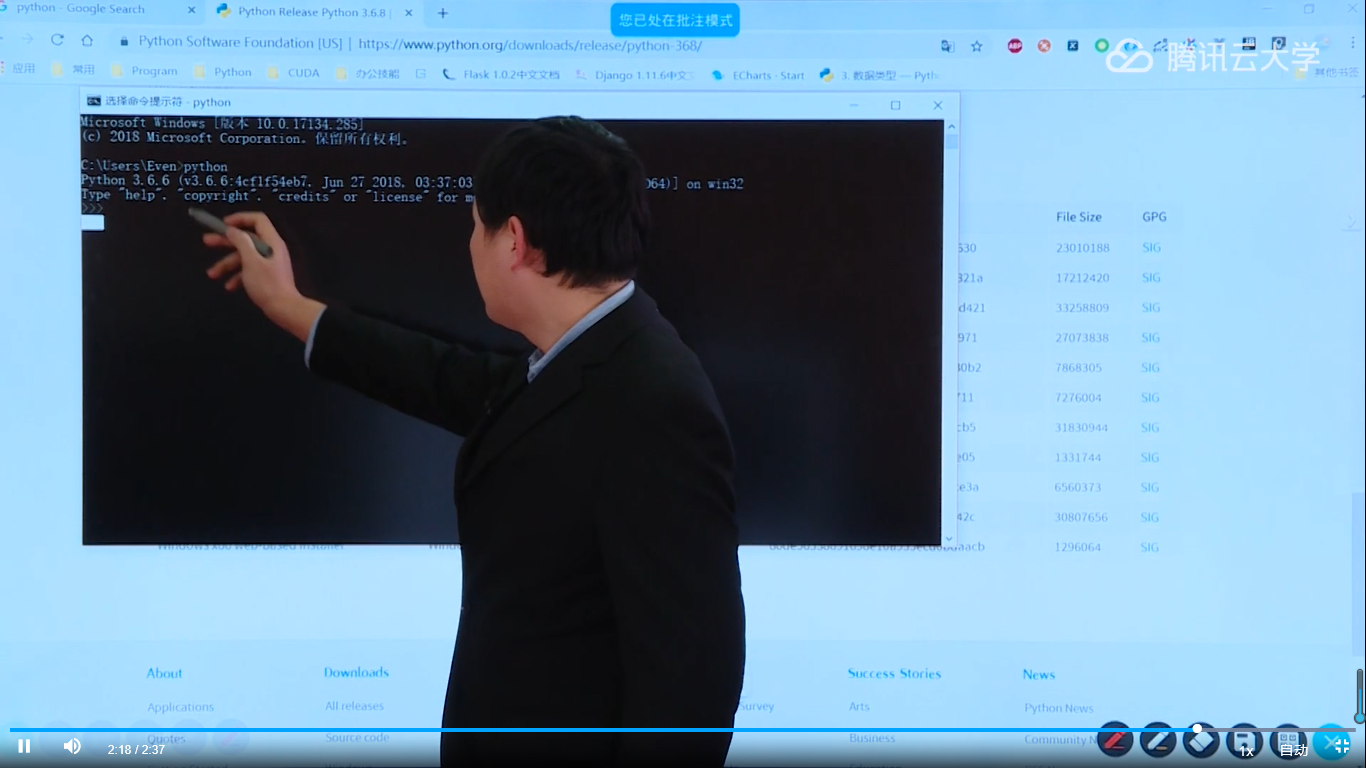 python - Google Search
Python Release Python 3.6.8
您已处在批注模式
Python Software Foundation [US] | https://www.python.org/downloads/release/python-368/
腾讯云大学
应用 常用 Program Python CUDA 办公技能 Flask 1.0.2中文文档 Django 1.11.6中文 ECharts - Start 3. 数据类型 — Pyth 其他书签
选择命令提示符 - python
Microsoft Windows [版本 10.0.17134.285]
(c) 2018 Microsoft Corporation。保留所有权利。
C:\Users\Even>python
Python 3.6.6 (v3.6.6:4cf1f54eb7, Jun 27 2018, 03:37:03 D64)] on win32
Type "help", "copyright", "credits" or "license" for m
>>>
File Size GPG
530 23010188 SIG
321a 17212420 SIG
d421 33258809 SIG
971 27073838 SIG
30b2 7868305 SIG
711 7276004 SIG
cb5 31830944 SIG
e05 1331744 SIG
e3a 6560373 SIG
42c 30807656 SIG
Windows x86 web-based installer aacb 1296064 SIG
About Downloads Success Stories News
Applications All releases Survey Arts Python News
Quotes Source code Business Community N
2:18 / 2:37 1x 自动